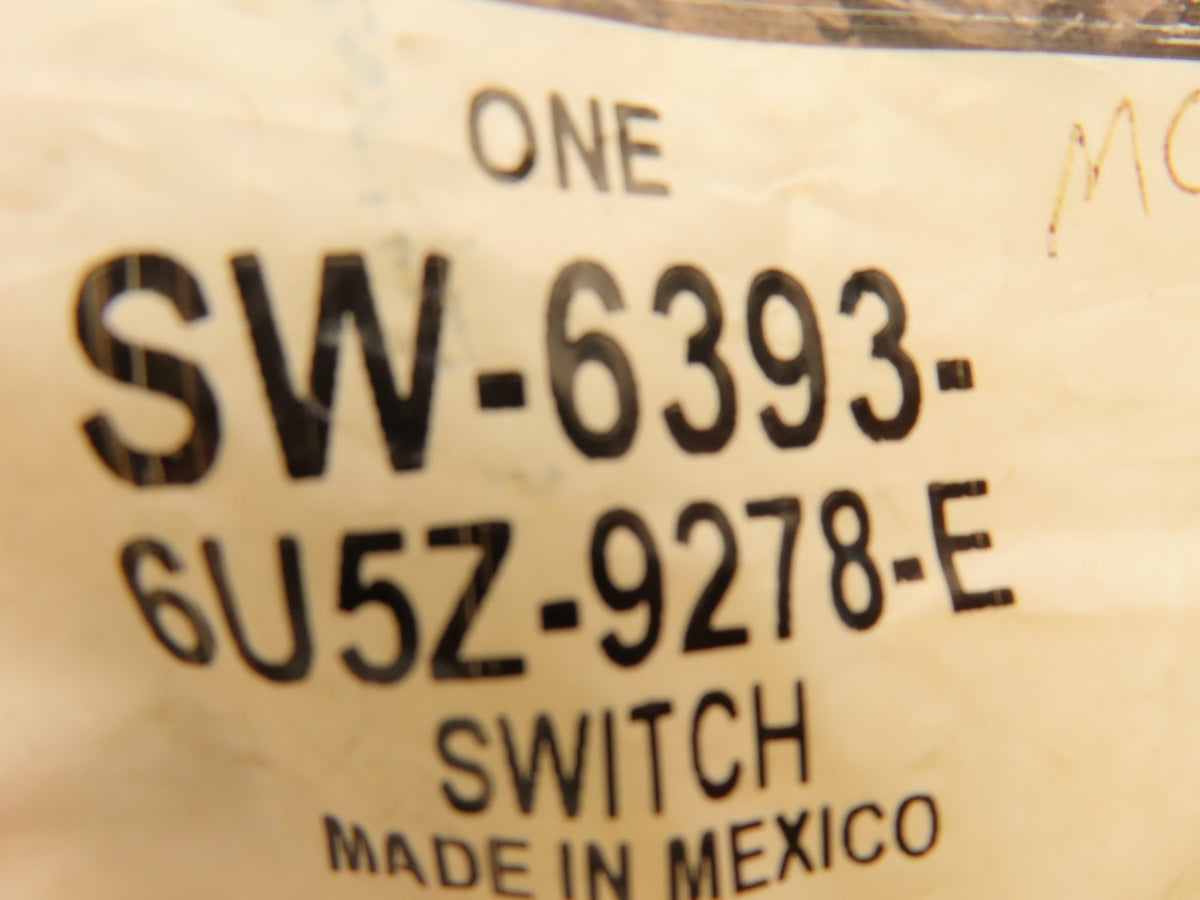 ONE
SW-6393-
6U5Z-9278-E
SWITCH
MADE IN MEXICO